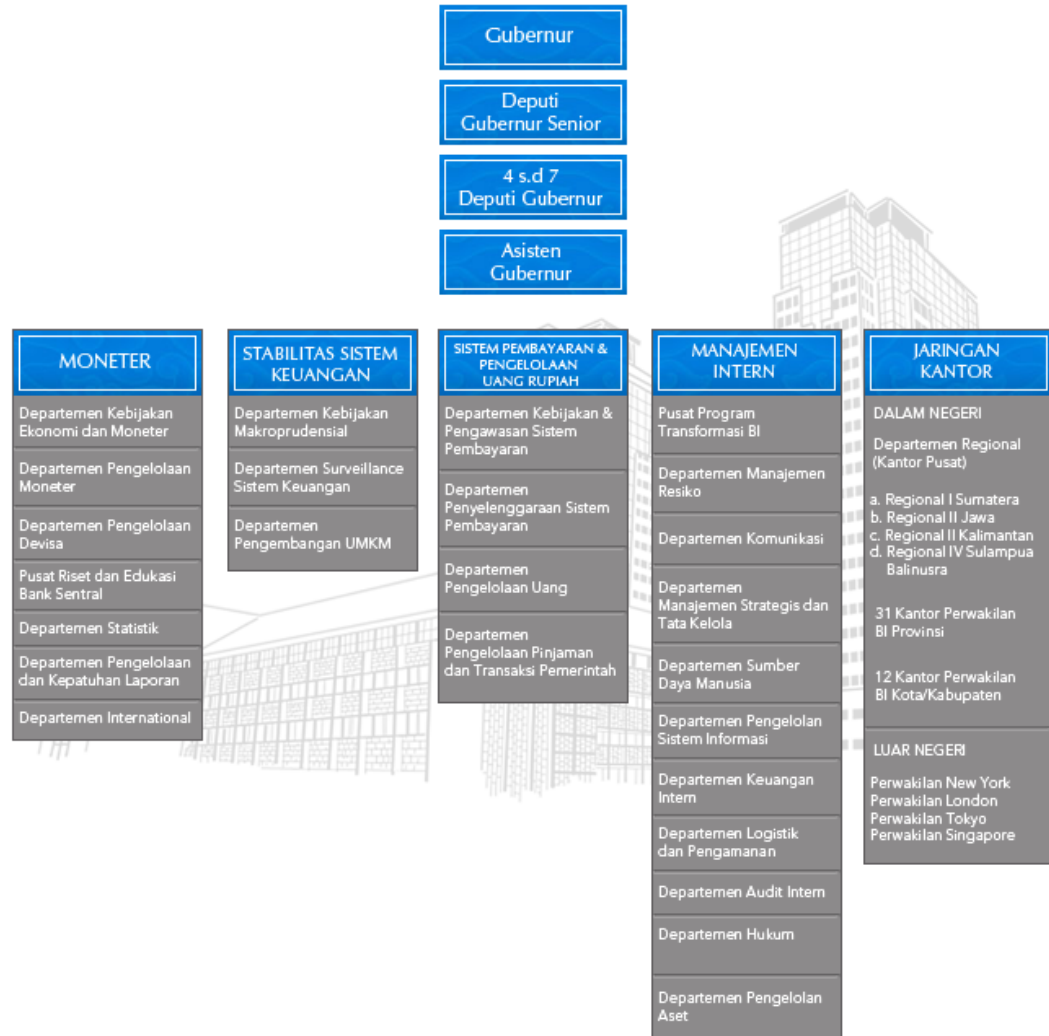 Gubernur
Deputi
Gubernur Senior
4 s.d 7
Deputi Gubernur
Asisten
Gubernur
MONETER
Departemen Kebijakan
Ekonomi dan Moneter
Departemen Pengelolaan
Moneter
Departemen Pengelolaan
Devisa
Pusat Riset dan Edukasi
Bank Sentral
Departemen Statistik
Departemen Pengelolaan
dan Kepatuhan Laporan
Departemen International
STABILITAS SISTEM
KEUANGAN
Departemen Kebijakan
Makroprudensial
Departemen Surveillance
Sistem Keuangan
Departemen
Pengembangan UMKM
SISTEM PEMBAYARAN &
PENGELOLAAN
UANG RUPIAH
Departemen Kebijakan &
Pengawasan Sistem
Pembayaran
Departemen
Penyelenggaraan Sistem
Pembayaran
Departemen
Pengelolaan Uang
Departemen
Pengelolaan Pinjaman
dan Transaksi Pemerintah
MANAJEMEN
INTERN
Pusat Program
Transformasi BI
Departemen Manajemen
Resiko
Departemen Komunikasi
Departemen
Manajemen Strategis dan
Tata Kelola
Departemen Sumber
Daya Manusia
Departemen Pengelolan
Sistem Informasi
Departemen Keuangan
Intern
Departemen Logistik
dan Pengamanan
Departemen Audit Intern
Departemen Hukum
Departemen Pengelolan
Aset
JARINGAN
KANTOR
DALAM NEGERI
Departemen Regional
(Kantor Pusat)
a. Regional I Sumatera
b. Regional II Jawa
c. Regional II Kalimantan
d. Regional IV Sulampua
Balinusra
31 Kantor Perwakilan
BI Provinsi
12 Kantor Perwakilan
BI Kota/Kabupaten
LUAR NEGERI
Perwakilan New York
Perwakilan London
Perwakilan Tokyo
Perwakilan Singapore